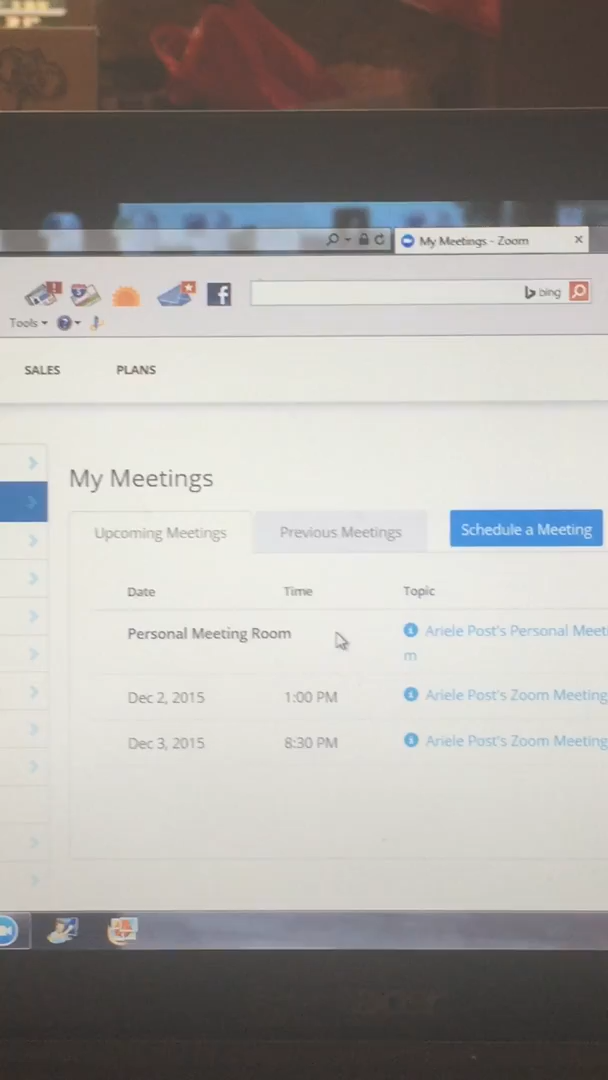 My Meetings - Zoom
bing
Tools
SALES PLANS
My Meetings
Upcoming Meetings Previous Meetings Schedule a Meeting
Date Time Topic
Personal Meeting Room Ariele Post's Personal Meet
m
Dec 2, 2015 1:00 PM Ariele Post's Zoom Meeting
Dec 3, 2015 8:30 PM Ariele Post's Zoom Meeting